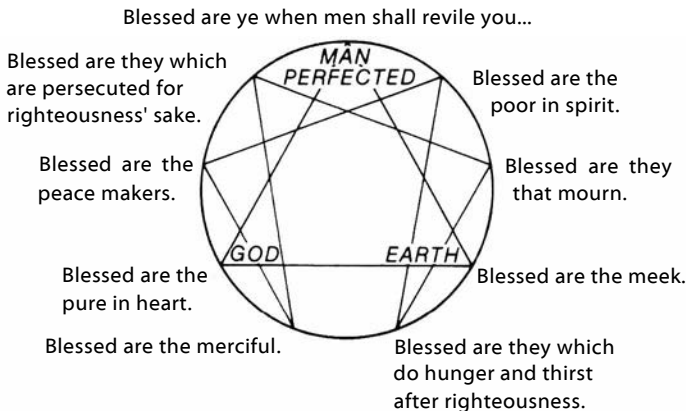 Blessed are ye when men shall revile you...
MAN
PERFECTED
Blessed are they which
are persecuted for
righteousness' sake.
Blessed are the
poor in spirit.
Blessed are the
peace makers.
Blessed are they
that mourn.
GOD
EARTH
Blessed are the
pure in heart.
Blessed are the meek.
Blessed are the merciful.
Blessed are they which
do hunger and thirst
after righteousness.